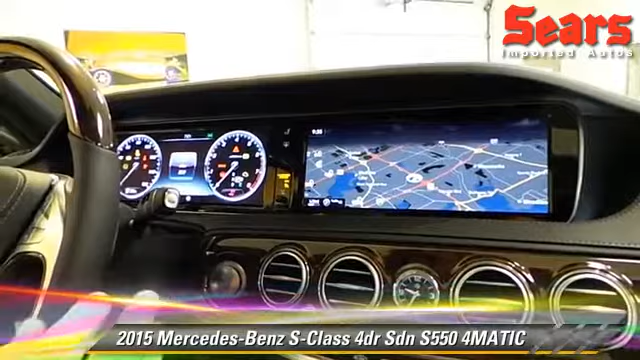 Sears
Imported Autos
2015 Mercedes-Benz S-Class 4dr Sdn S550 4MATIC